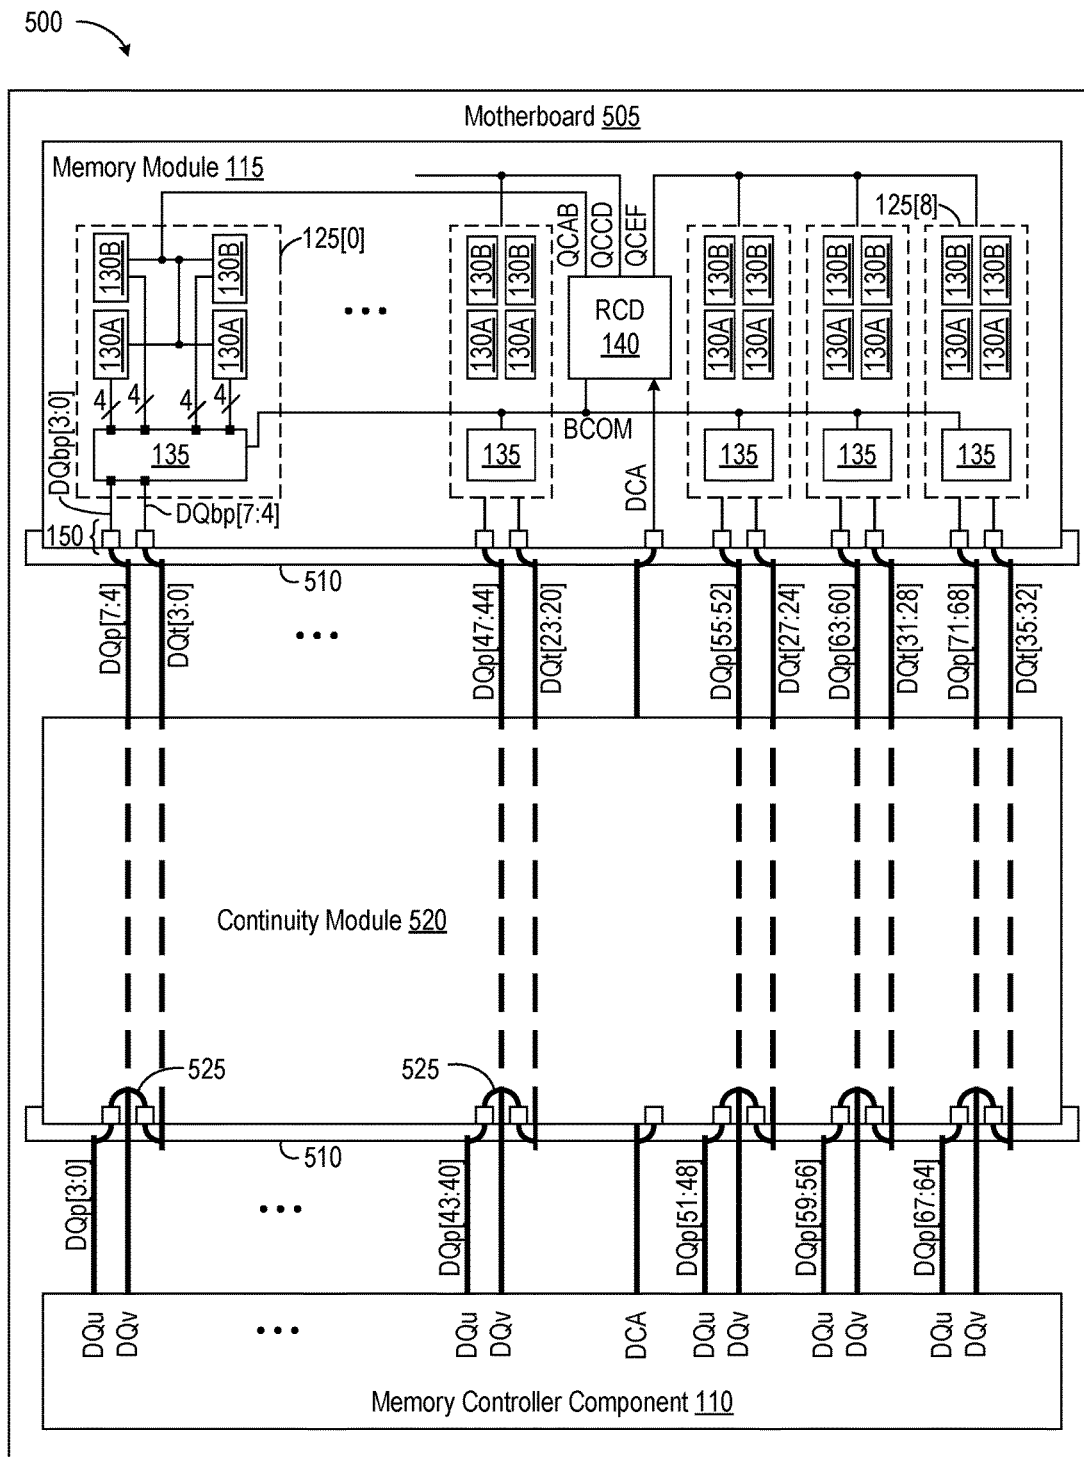 500
Motherboard 505
Memory Module 115
125[0]
125[8]
QCAB
QCCD
QCEF
130B
130B
130B
130B
130B
130B
130B
130B
130B
130B
130A
130A
130A
130A
130A
130A
130A
130A
130A
130A
RCD
140
4
4
4
4
DQbp[3:0]
BCOM
DCA
135
135
135
135
135
DQbp[7:4]
150
510
DQp[7:4]
DQt[3:0]
DQp[47:44]
DQt[23:20]
DQp[55:52]
DQt[27:24]
DQp[63:60]
DQt[31:28]
DQp[71:68]
DQt[35:32]
Continuity Module 520
525
525
510
DQp[3:0]
DQp[43:40]
DQp[51:48]
DQp[59:56]
DQp[67:64]
DQu
DQv
DQu
DQv
DCA
DQu
DQv
DQu
DQv
DQu
DQv
Memory Controller Component 110